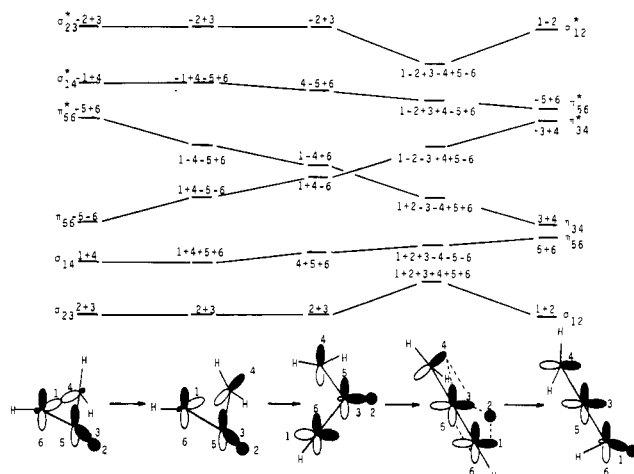 σ*23 -2+3 -2+3 -2+3 1-2 σ*12
1-2+3-4+5-6
σ*14 -1+4 -1+4-5+6 4-5+6
1-2+3+4-5+6 -5+6 π*56
π*56 -5+6
-3+4 π*34
1-4-5+6 1-4+6 1-2-3+4+5-6
1+4-5-6 1+4-6
π56 -5-6 1+2-3-4+5+6 3+4 π34
σ14 1+4 1+4+5+6 4+5+6 1+2+3-4-5-6 6+6 π56
1+2+3+4+5+6
σ23 2+3 2+3 2+3 1+2 σ12
H H H 1 4 6 5 3 2
H H H 1 4 6 5 3 2
4 H H 5 3 2 6 1
H 4 H 5 3 2 6 1 H
H H 4 5 3 6 1 H